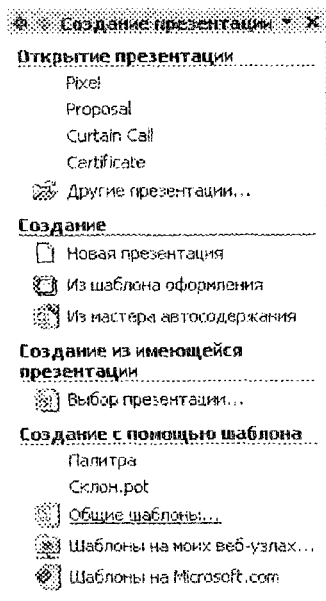 Создание презентации
Открытие презентации
Pixel
Proposal
Curtain Call
Certificate
Другие презентации...
Создание
Новая презентация
Из шаблона оформления
Из мастера автосодержания
Создание из имеющейся
презентации
Выбор презентации...
Создание с помощью шаблона
Палитра
Склон.pot
Общие шаблоны...
Шаблоны на моих веб-узлах...
Шаблоны на Microsoft.com